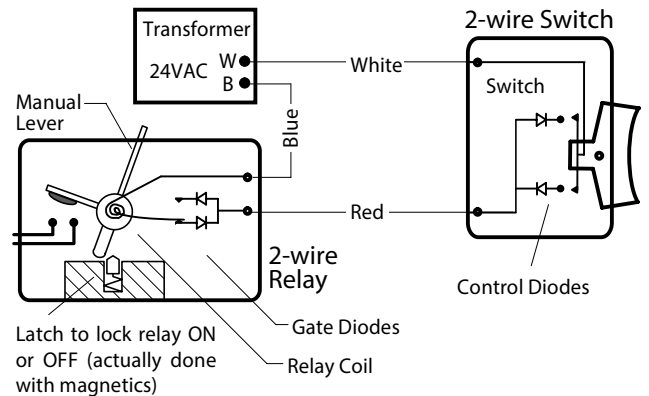 2-wire Switch
Transformer
24VAC
W
B
White
Switch
Manual
Lever
Blue
Red
2-wire
Relay
Control Diodes
Gate Diodes
Relay Coil
Latch to lock relay ON
or OFF (actually done
with magnetics)